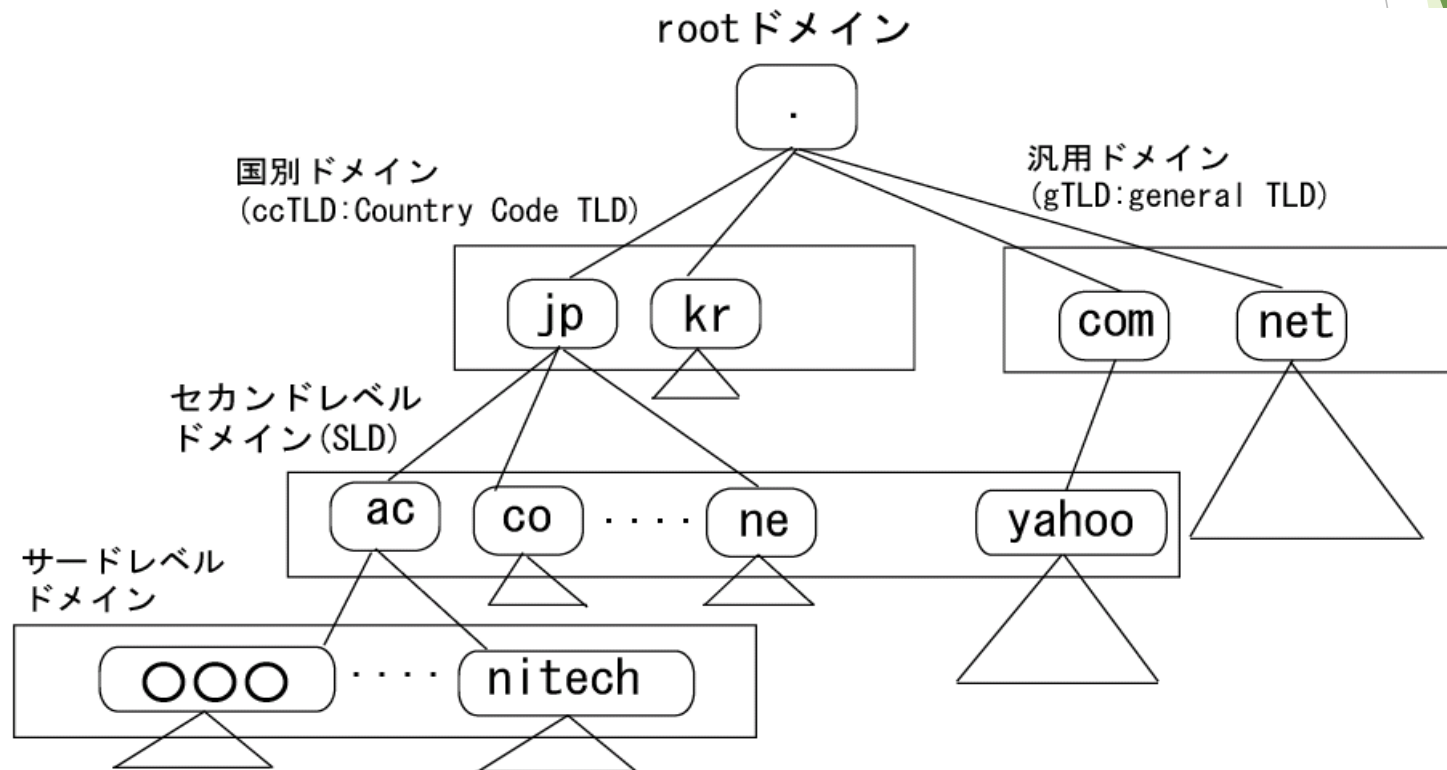 rootドメイン
.
国別ドメイン
(ccTLD:Country Code TLD)
汎用ドメイン
(gTLD:general TLD)
jp
kr
com
net
セカンドレベル
ドメイン(SLD)
ac
co
····
ne
yahoo
サードレベル
ドメイン
○○○
····
nitech